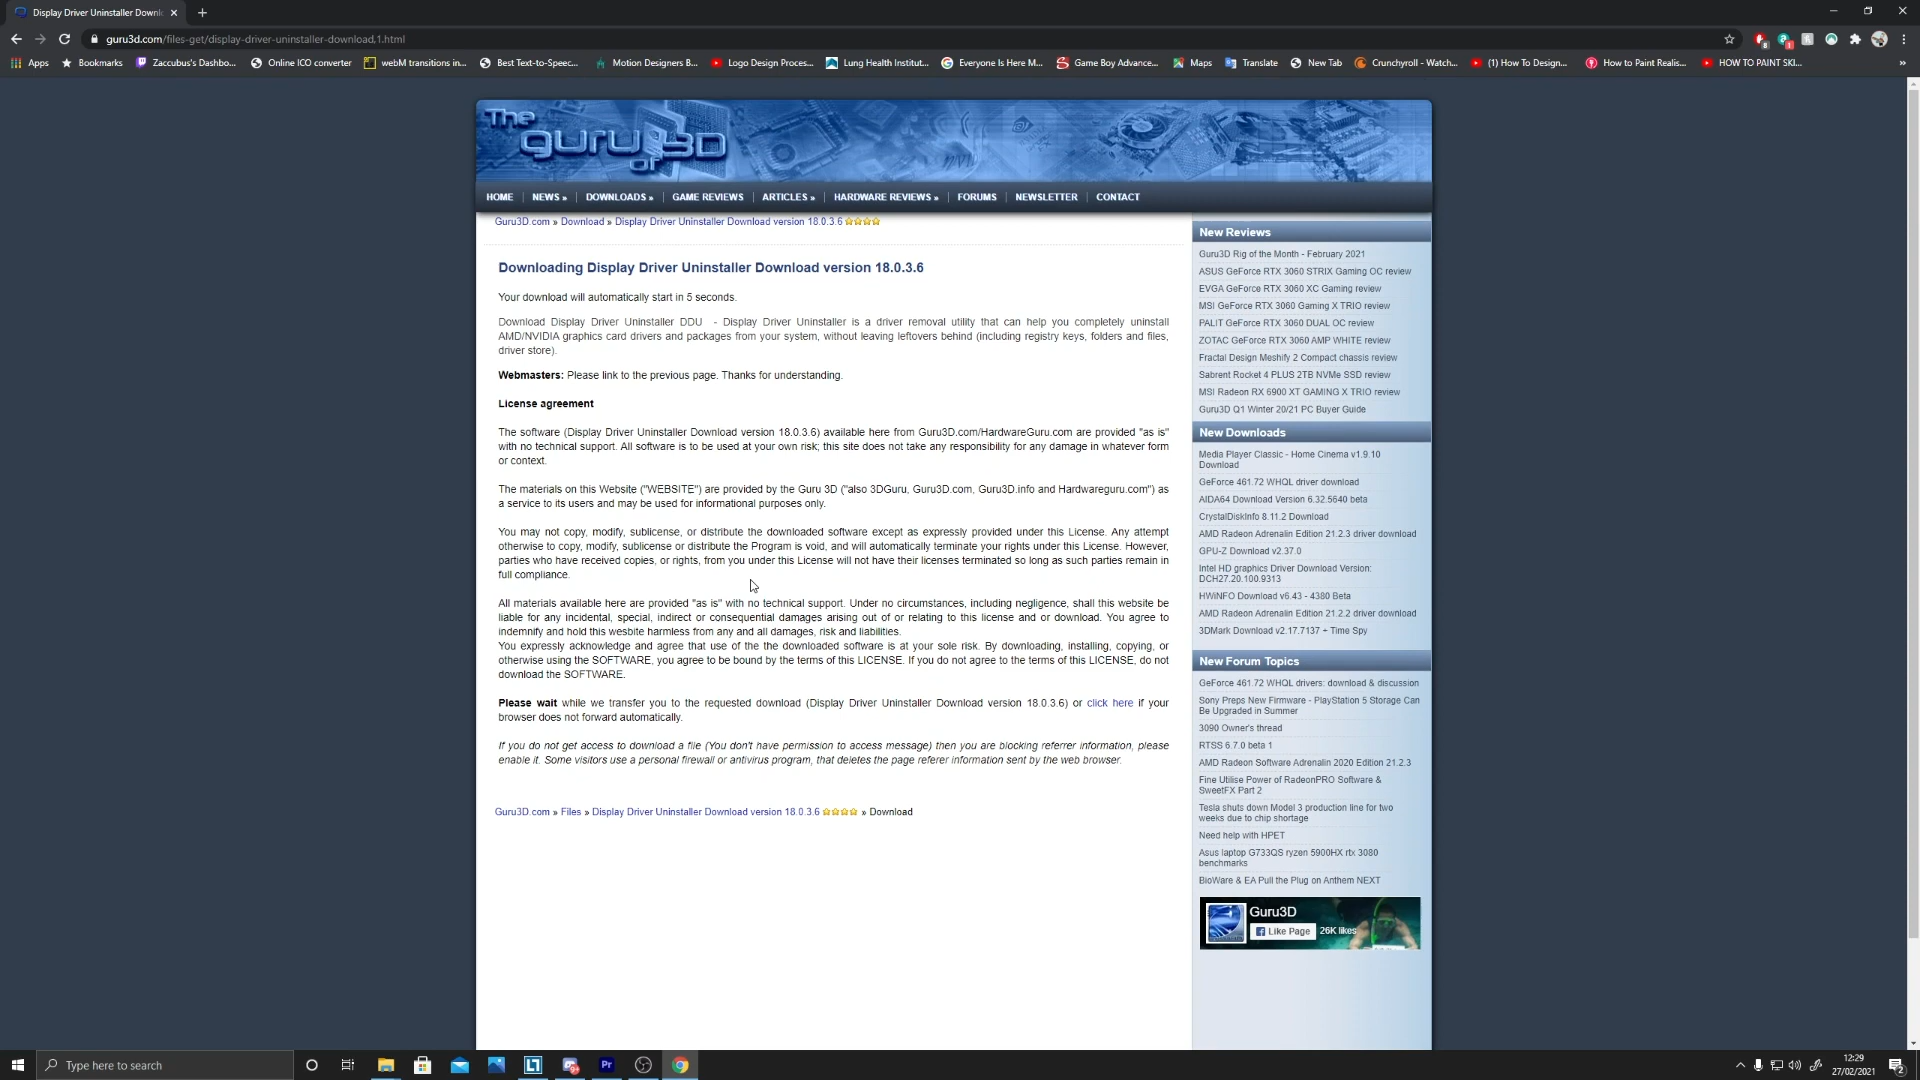 Display Driver Uninstaller Downl
guru3d.com/files-get/display-driver-uninstaller-download,1.html
Apps
Bookmarks
Zaccubus's Dashbo...
Online ICO converter
webM transitions in...
Best Text-to-Speec...
Motion Designers B...
Logo Design Proces...
Lung Health Institut...
Everyone Is Here M...
Game Boy Advance...
Maps
Translate
New Tab
Crunchyroll - Watch...
(1) How To Design...
How to Paint Realis...
HOW TO PAINT SKI...
»
The
guru
of 3D
HOME
NEWS »
DOWNLOADS »
GAME REVIEWS
ARTICLES »
HARDWARE REVIEWS »
FORUMS
NEWSLETTER
CONTACT
Guru3D.com » Download » Display Driver Uninstaller Download version 18.0.3.6
Downloading Display Driver Uninstaller Download version 18.0.3.6
Your download will automatically start in 5 seconds.
Download Display Driver Uninstaller DDU - Display Driver Uninstaller is a driver removal utility that can help you completely uninstall
AMD/NVIDIA graphics card drivers and packages from your system, without leaving leftovers behind (including registry keys, folders and files,
driver store).
Webmasters: Please link to the previous page. Thanks for understanding.
License agreement
The software (Display Driver Uninstaller Download version 18.0.3.6) available here from Guru3D.com/HardwareGuru.com are provided "as is"
with no technical support. All software is to be used at your own risk; this site does not take any responsibility for any damage in whatever form
or context.
The materials on this Website ("WEBSITE") are provided by the Guru 3D ("also 3DGuru, Guru3D.com, Guru3D.info and Hardwareguru.com") as
a service to its users and may be used for informational purposes only.
You may not copy, modify, sublicense, or distribute the downloaded software except as expressly provided under this License. Any attempt
otherwise to copy, modify, sublicense or distribute the Program is void, and will automatically terminate your rights under this License. However,
parties who have received copies, or rights, from you under this License will not have their licenses terminated so long as such parties remain in
full compliance.
All materials available here are provided "as is" with no technical support. Under no circumstances, including negligence, shall this website be
liable for any incidental, special, indirect or consequential damages arising out of or relating to this license and or download. You agree to
indemnify and hold this wesbite harmless from any and all damages, risk and liabilities.
You expressly acknowledge and agree that use of the the downloaded software is at your sole risk. By downloading, installing, copying, or
otherwise using the SOFTWARE, you agree to be bound by the terms of this LICENSE. If you do not agree to the terms of this LICENSE, do not
download the SOFTWARE.
Please wait while we transfer you to the requested download (Display Driver Uninstaller Download version 18.0.3.6) or click here if your
browser does not forward automatically.
If you do not get access to download a file (You don't have permission to access message) then you are blocking referrer information, please
enable it. Some visitors use a personal firewall or antivirus program, that deletes the page referer information sent by the web browser.
Guru3D.com » Files » Display Driver Uninstaller Download version 18.0.3.6 » Download
New Reviews
Guru3D Rig of the Month - February 2021
ASUS GeForce RTX 3060 STRIX Gaming OC review
EVGA GeForce RTX 3060 XC Gaming review
MSI GeForce RTX 3060 Gaming X TRIO review
PALIT GeForce RTX 3060 DUAL OC review
ZOTAC GeForce RTX 3060 AMP WHITE review
Fractal Design Meshify 2 Compact chassis review
Sabrent Rocket 4 PLUS 2TB NVMe SSD review
MSI Radeon RX 6900 XT GAMING X TRIO review
Guru3D Q1 Winter 20/21 PC Buyer Guide
New Downloads
Media Player Classic - Home Cinema v1.9.10
Download
GeForce 461.72 WHQL driver download
AIDA64 Download Version 6.32.5640 beta
CrystalDiskInfo 8.11.2 Download
AMD Radeon Adrenalin Edition 21.2.3 driver download
GPU-Z Download v2.37.0
Intel HD graphics Driver Download Version:
DCH27.20.100.9313
HWiNFO Download v6.43 - 4380 Beta
AMD Radeon Adrenalin Edition 21.2.2 driver download
3DMark Download v2.17.7137 + Time Spy
New Forum Topics
GeForce 461.72 WHQL drivers: download & discussion
Sony Preps New Firmware - PlayStation 5 Storage Can
Be Upgraded in Summer
3090 Owner's thread
RTSS 6.7.0 beta 1
AMD Radeon Software Adrenalin 2020 Edition 21.2.3
Fine Utilise Power of RadeonPRO Software &
SweetFX Part 2
Tesla shuts down Model 3 production line for two
weeks due to chip shortage
Need help with HPET
Asus laptop G733QS ryzen 5900HX rtx 3080
benchmarks
BioWare & EA Pull the Plug on Anthem NEXT
Guru3D
Like Page
26K likes
Type here to search
Pr
12:29
27/02/2021